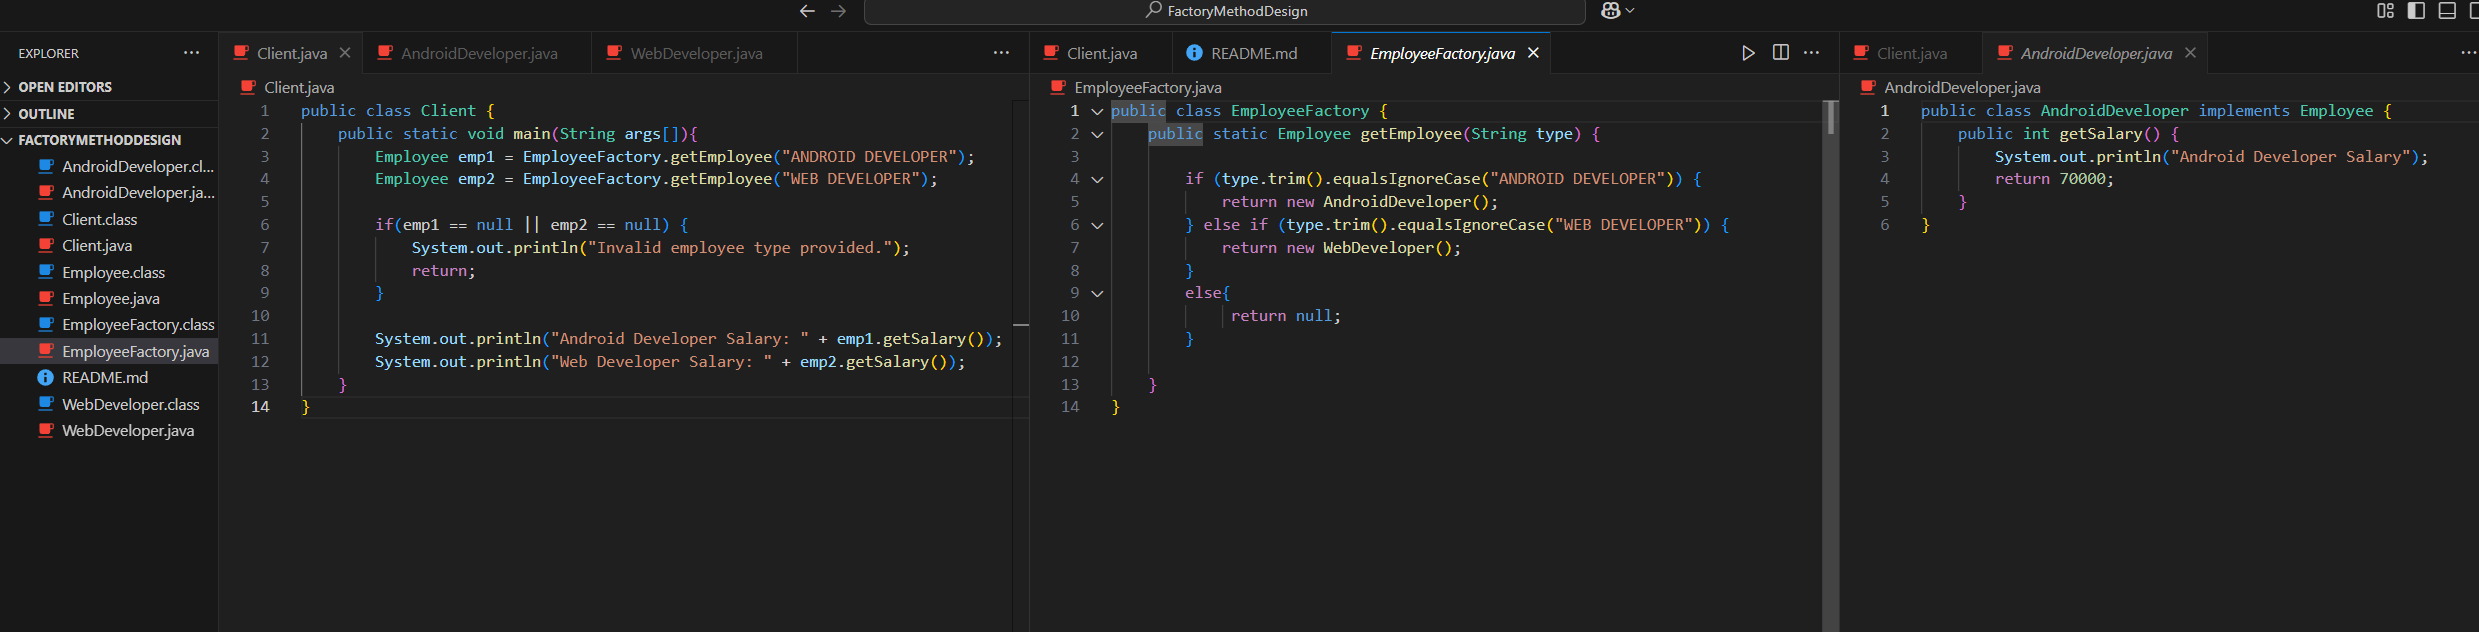 FactoryMethodDesign
EXPLORER
OPEN EDITORS
OUTLINE
FACTORYMETHODDESIGN
AndroidDeveloper.cl...
AndroidDeveloper.ja...
Client.class
Client.java
Employee.class
Employee.java
EmployeeFactory.class
EmployeeFactory.java
README.md
WebDeveloper.class
WebDeveloper.java
Client.java
AndroidDeveloper.java
WebDeveloper.java
Client.java
1 public class Client {
2 public static void main(String args[]){
3 Employee emp1 = EmployeeFactory.getEmployee("ANDROID DEVELOPER");
4 Employee emp2 = EmployeeFactory.getEmployee("WEB DEVELOPER");
5
6 if(emp1 == null || emp2 == null) {
7 System.out.println("Invalid employee type provided.");
8 return;
9 }
10
11 System.out.println("Android Developer Salary: " + emp1.getSalary());
12 System.out.println("Web Developer Salary: " + emp2.getSalary());
13 }
14 }
Client.java
README.md
EmployeeFactory.java
EmployeeFactory.java
1 public class EmployeeFactory {
2 public static Employee getEmployee(String type) {
3
4 if (type.trim().equalsIgnoreCase("ANDROID DEVELOPER")) {
5 return new AndroidDeveloper();
6 } else if (type.trim().equalsIgnoreCase("WEB DEVELOPER")) {
7 return new WebDeveloper();
8 }
9 else{
10 return null;
11 }
12
13 }
14 }
Client.java
AndroidDeveloper.java
AndroidDeveloper.java
1 public class AndroidDeveloper implements Employee {
2 public int getSalary() {
3 System.out.println("Android Developer Salary");
4 return 70000;
5 }
6 }